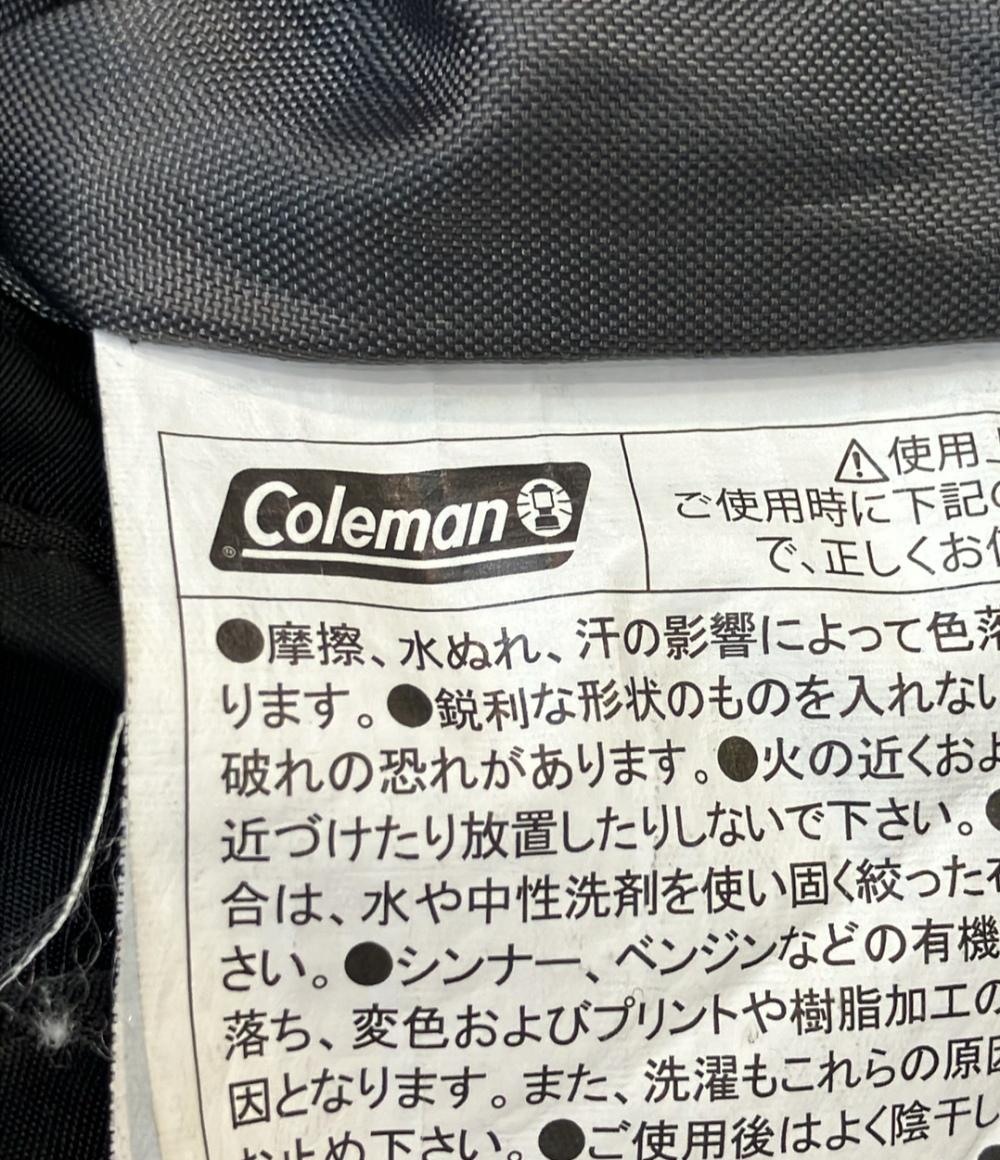 Coleman
⚠使用
ご使用時に下記
で、正しくお
●摩擦、水ぬれ、汗の影響によって色落
ります。●鋭利な形状のものを入れない
破れの恐れがあります。●火の近くおよ
近づけたり放置したりしないで下さい。●
合は、水や中性洗剤を使い固く絞った
さい。●シンナー、ベンジンなどの有機
落ち、変色およびプリントや樹脂加工の
因となります。また、洗濯もこれらの原因
お止め下さい。●ご使用後はよく陰干し